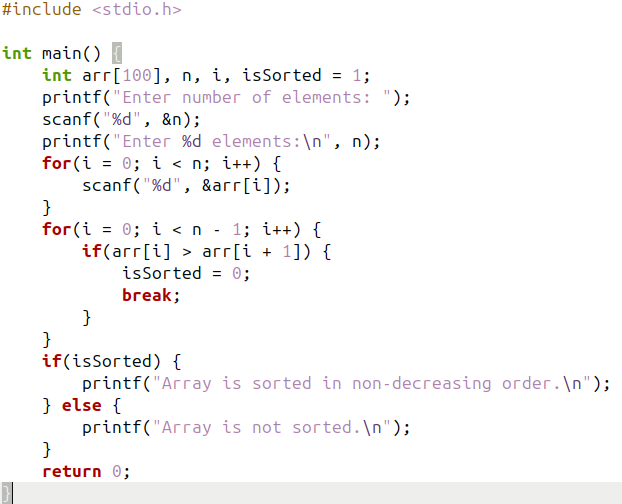 #include <stdio.h>

int main() {
    int arr[100], n, i, isSorted = 1;
    printf("Enter number of elements: ");
    scanf("%d", &n);
    printf("Enter %d elements:\n", n);
    for(i = 0; i < n; i++) {
        scanf("%d", &arr[i]);
    }
    for(i = 0; i < n - 1; i++) {
        if(arr[i] > arr[i + 1]) {
            isSorted = 0;
            break;
        }
    }
    if(isSorted) {
        printf("Array is sorted in non-decreasing order.\n");
    } else {
        printf("Array is not sorted.\n");
    }
    return 0;
}